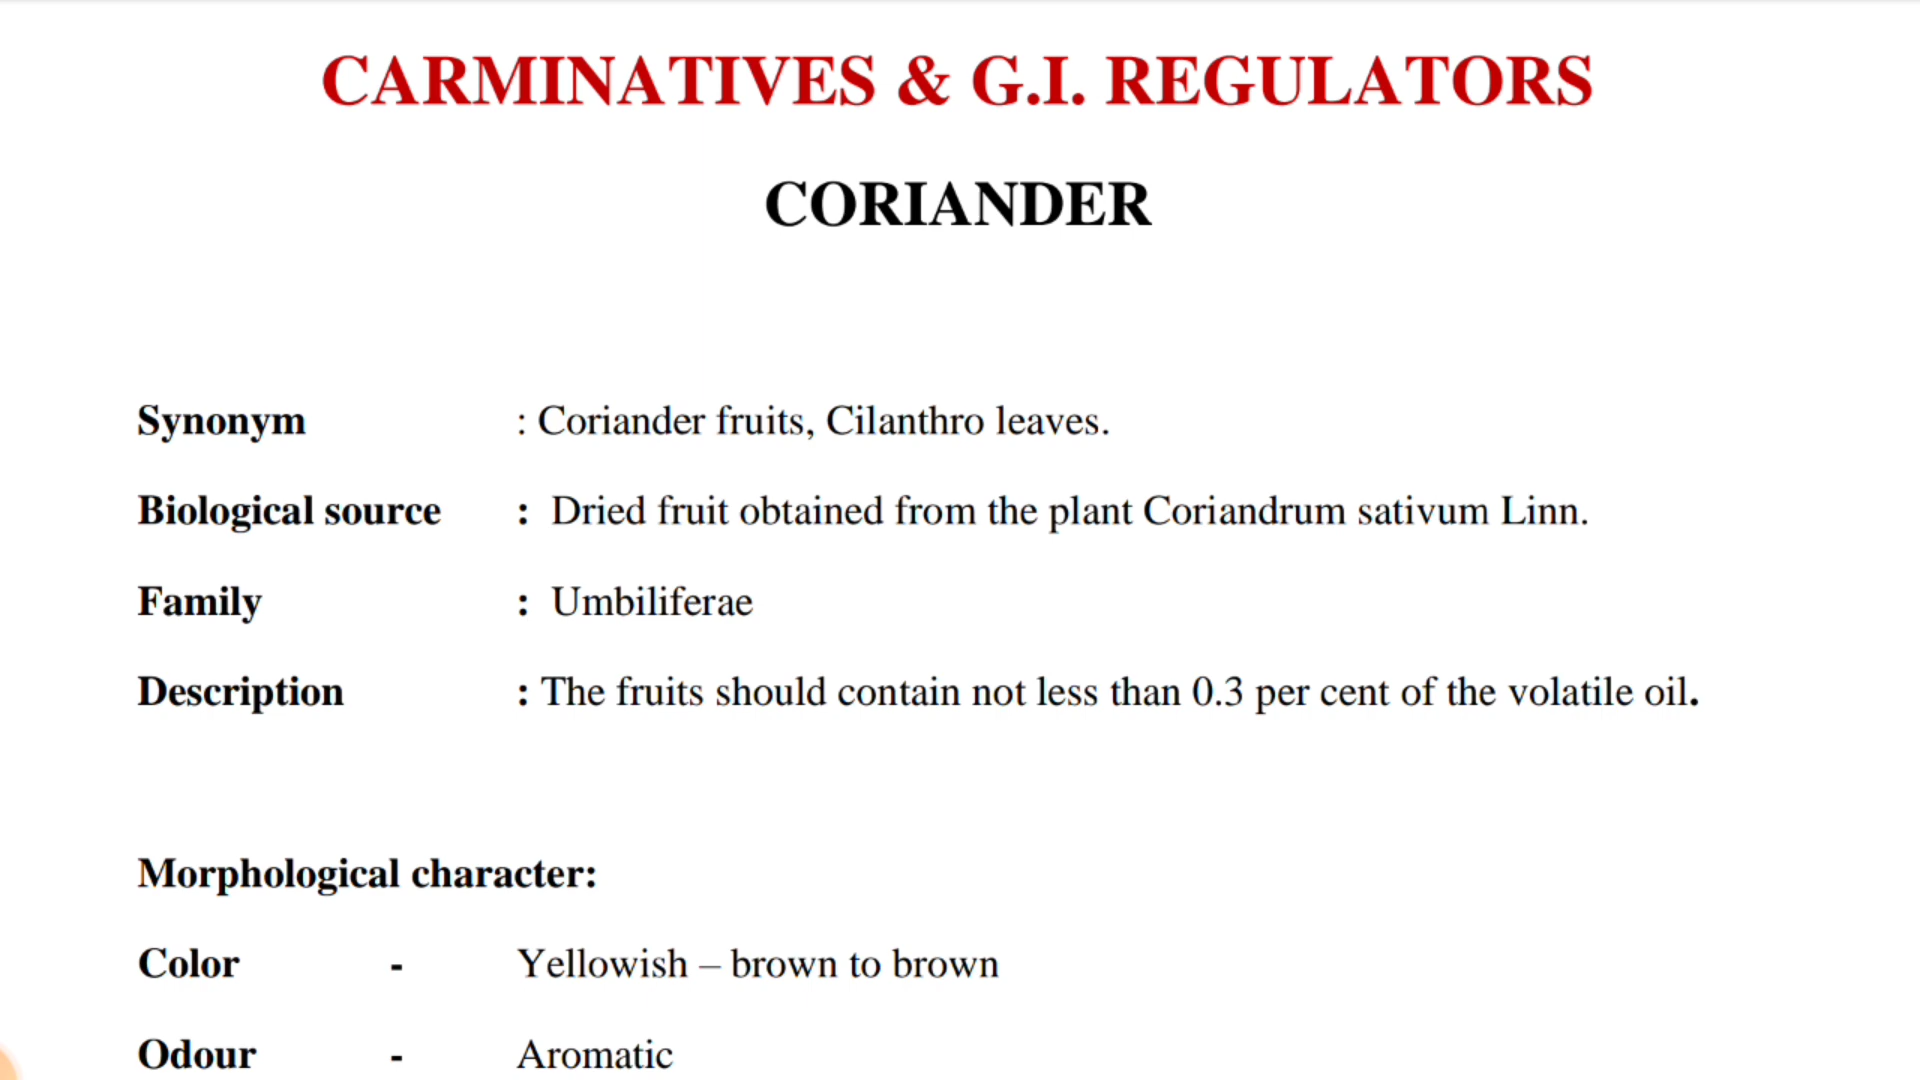 CARMINATIVES & G.I. REGULATORS
CORIANDER
Synonym : Coriander fruits, Cilanthro leaves.
Biological source : Dried fruit obtained from the plant Coriandrum sativum Linn.
Family : Umbiliferae
Description : The fruits should contain not less than 0.3 per cent of the volatile oil.
Morphological character:
Color - Yellowish – brown to brown
Odour - Aromatic